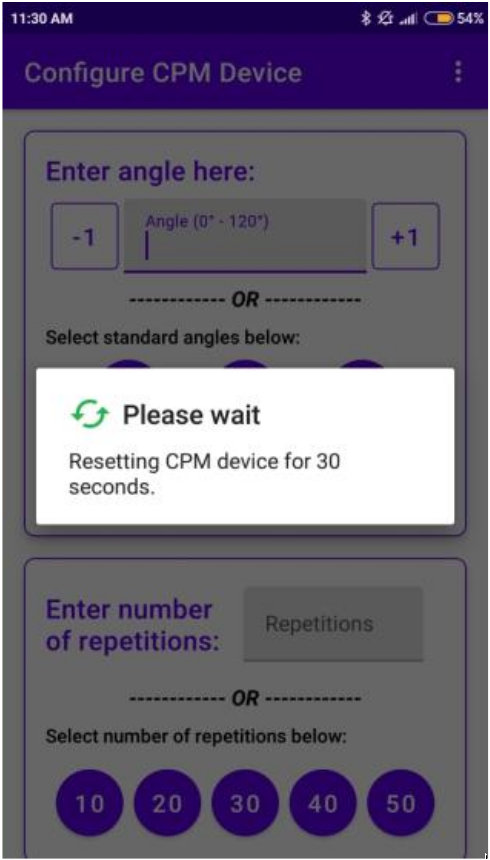 11:30 AM 54%
Configure CPM Device
Enter angle here:
-1
Angle (0° - 120°)
+1
------------ OR ------------
Select standard angles below:
Please wait
Resetting CPM device for 30
seconds.
Enter number
of repetitions:
Repetitions
------------ OR ------------
Select number of repetitions below:
10 20 30 40 50